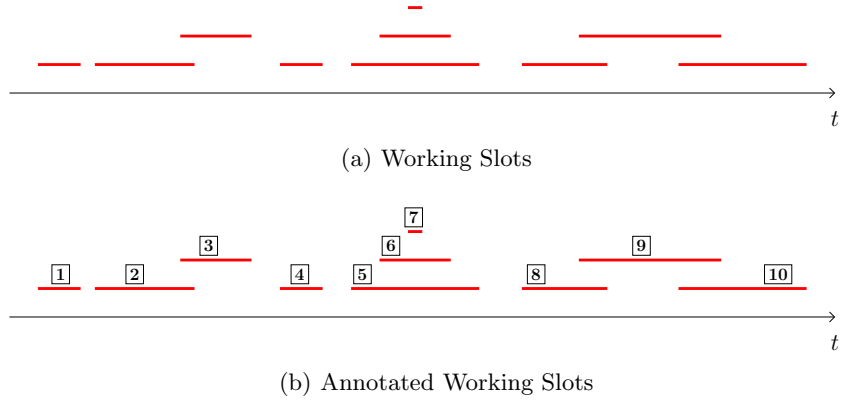 t
(a) Working Slots
7
3 6 9
1 2 4 5 8 10
t
(b) Annotated Working Slots